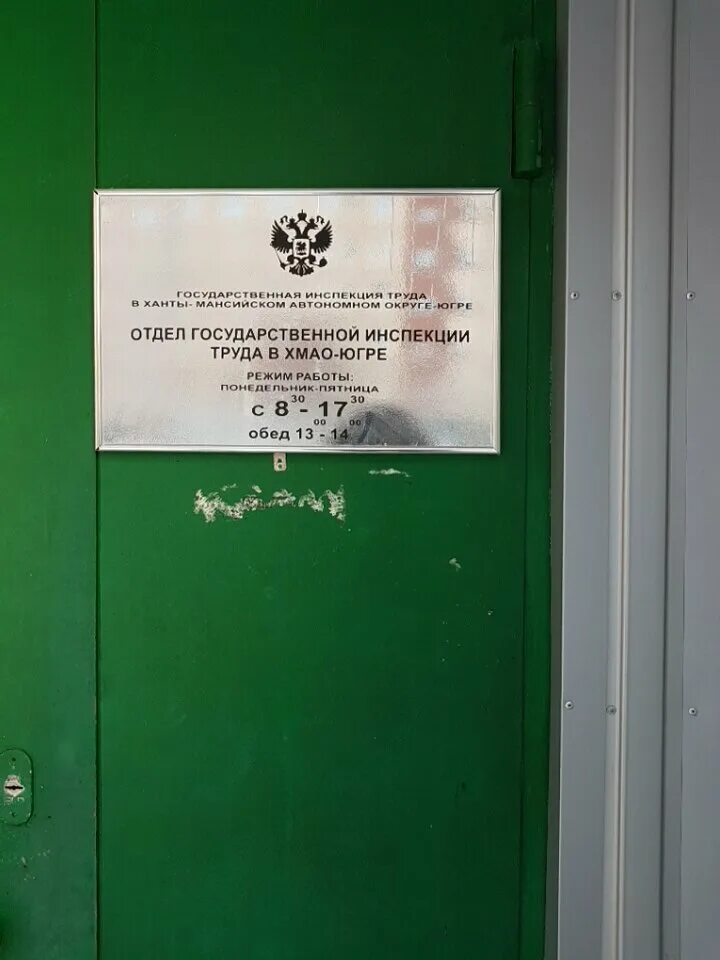 ГОСУДАРСТВЕННАЯ ИНСПЕКЦИЯ ТРУДА
В ХАНТЫ- МАНСИЙСКОМ АВТОНОМНОМ ОКРУГЕ-ЮГРЕ
ОТДЕЛ ГОСУДАРСТВЕННОЙ ИНСПЕКЦИИ
ТРУДА В ХМАО-ЮГРЕ
РЕЖИМ РАБОТЫ:
ПОНЕДЕЛЬНИК-ПЯТНИЦА
с 8 30 - 17 30
обед 13 00 - 14 00